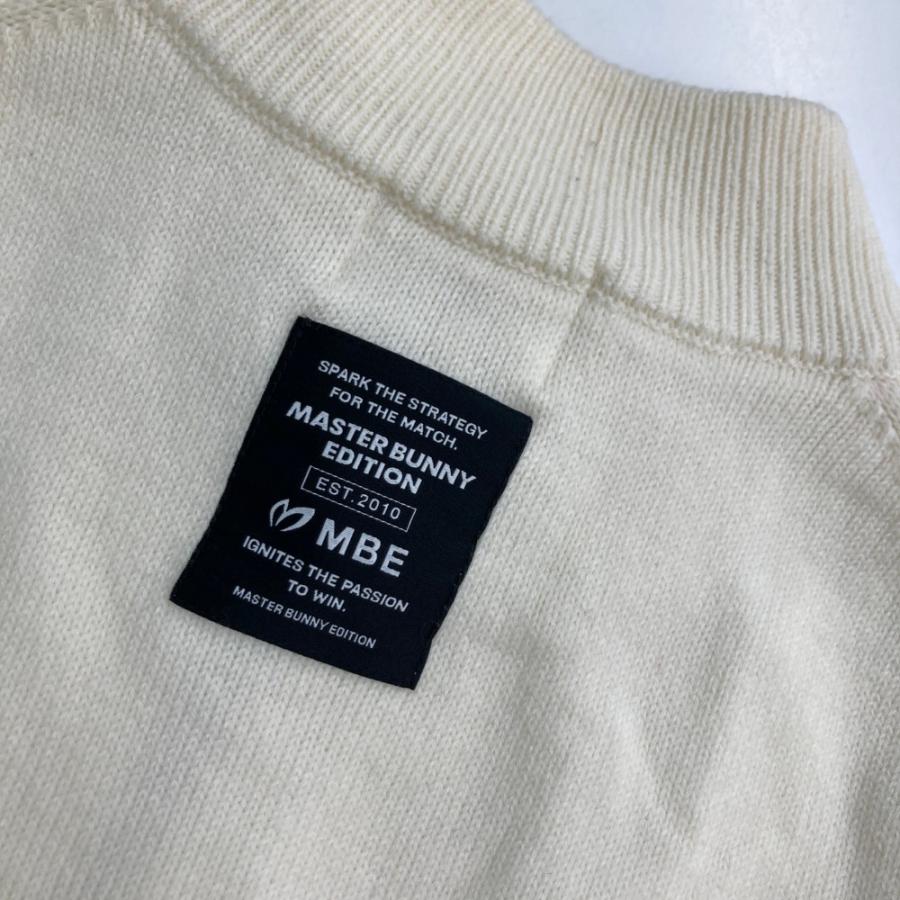 SPARK THE STRATEGY
FOR THE MATCH.
MASTER BUNNY
EDITION
EST. 2010
MBE
IGNITES THE PASSION
TO WIN.
MASTER BUNNY EDITION